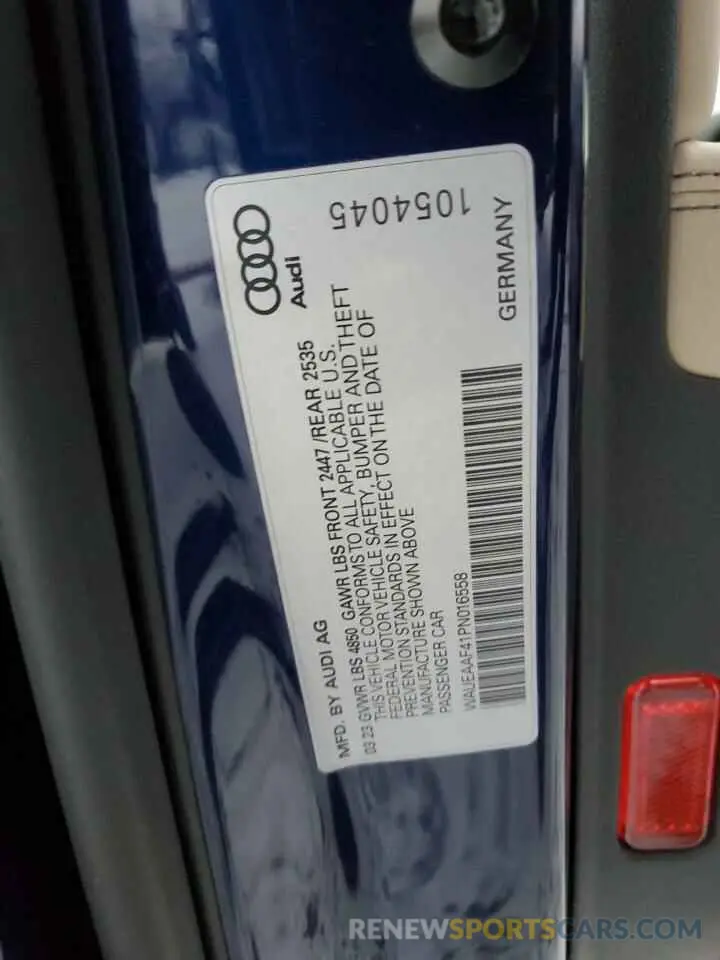 Audi
1054045
MFD. BY AUDI AG
03 23 GVWR LBS 4850 GAWR LBS FRONT 2447 /REAR 2535
THIS VEHICLE CONFORMS TO ALL APPLICABLE U.S.
FEDERAL MOTOR VEHICLE SAFETY, BUMPER AND THEFT
PREVENTION STANDARDS IN EFFECT ON THE DATE OF
MANUFACTURE SHOWN ABOVE
PASSENGER CAR
WAUEAAF41PN016558
GERMANY
RENEWSPORTSCARS.COM